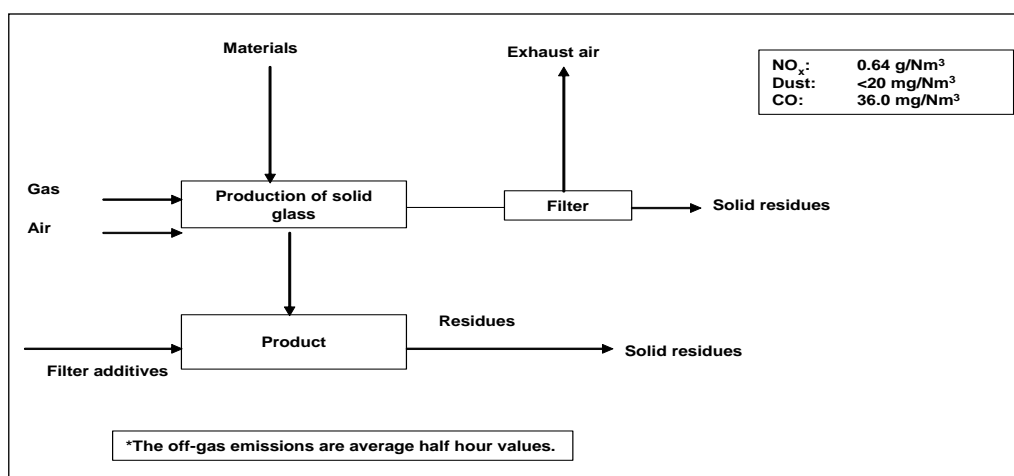 Materials
Exhaust air
NOx: 0.64 g/Nm³
Dust: <20 mg/Nm³
CO: 36.0 mg/Nm³
Gas
Production of solid
glass
Filter
Solid residues
Air
Residues
Product
Solid residues
Filter additives
*The off-gas emissions are average half hour values.